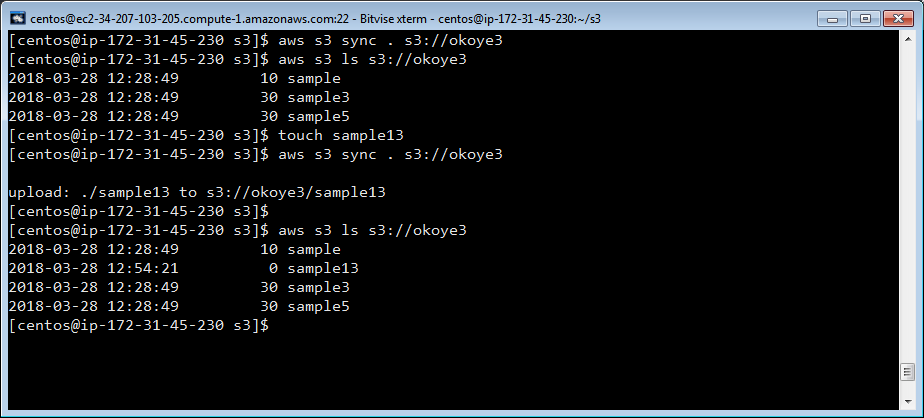 centos@ec2-34-207-103-205.compute-1.amazonaws.com:22 - Bitvise xterm - centos@ip-172-31-45-230:~/s3
[centos@ip-172-31-45-230 s3]$ aws s3 sync . s3://okoye3
[centos@ip-172-31-45-230 s3]$ aws s3 ls s3://okoye3
2018-03-28 12:28:49         10 sample
2018-03-28 12:28:49         30 sample3
2018-03-28 12:28:49         30 sample5
[centos@ip-172-31-45-230 s3]$ touch sample13
[centos@ip-172-31-45-230 s3]$ aws s3 sync . s3://okoye3
upload: ./sample13 to s3://okoye3/sample13
[centos@ip-172-31-45-230 s3]$
[centos@ip-172-31-45-230 s3]$ aws s3 ls s3://okoye3
2018-03-28 12:28:49         10 sample
2018-03-28 12:54:21          0 sample13
2018-03-28 12:28:49         30 sample3
2018-03-28 12:28:49         30 sample5
[centos@ip-172-31-45-230 s3]$